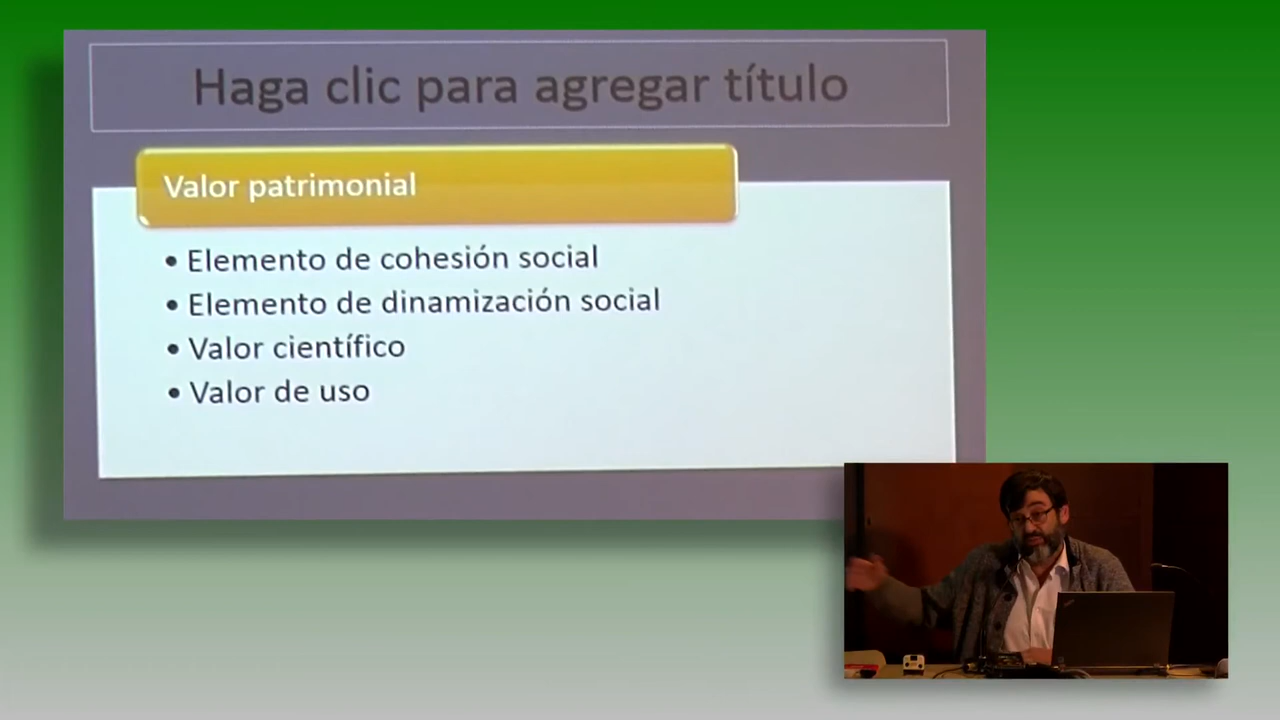 Haga clic para agregar título
Valor patrimonial
• Elemento de cohesión social
• Elemento de dinamización social
• Valor científico
• Valor de uso